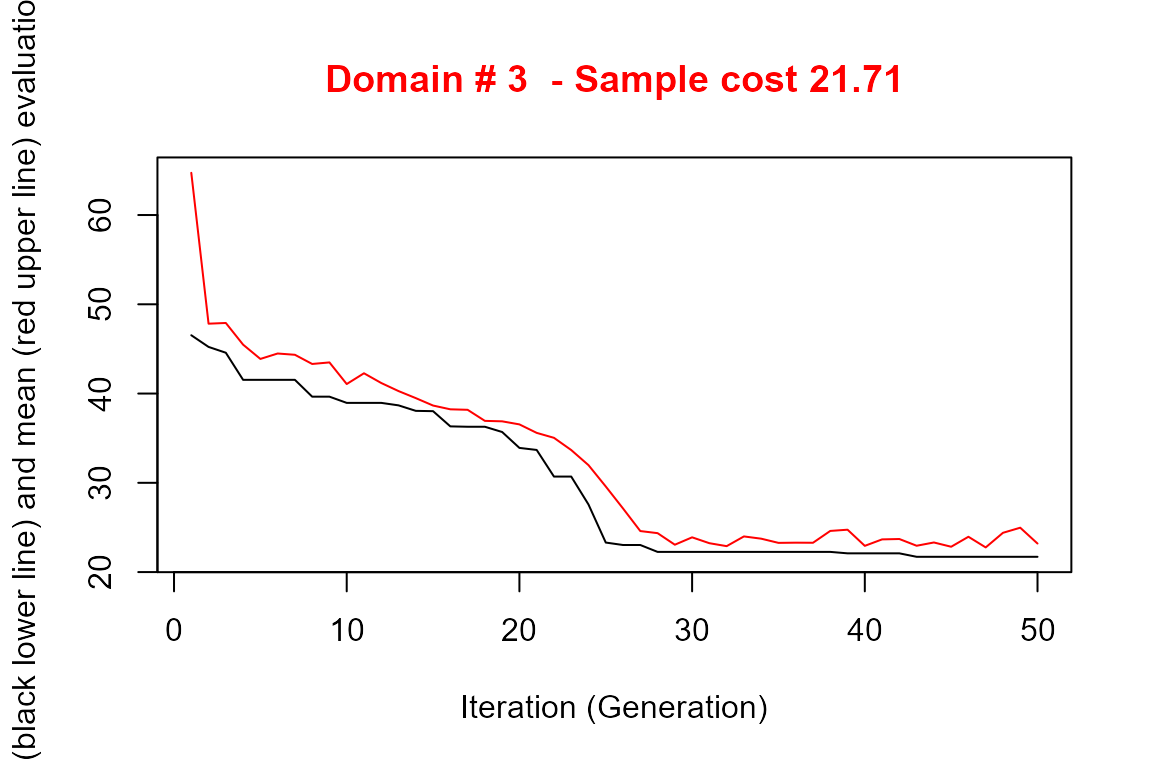 Domain # 3  - Sample cost 21.71
(black lower line) and mean (red upper line) evaluatio
60
50
40
30
20
0 10 20 30 40 50
Iteration (Generation)